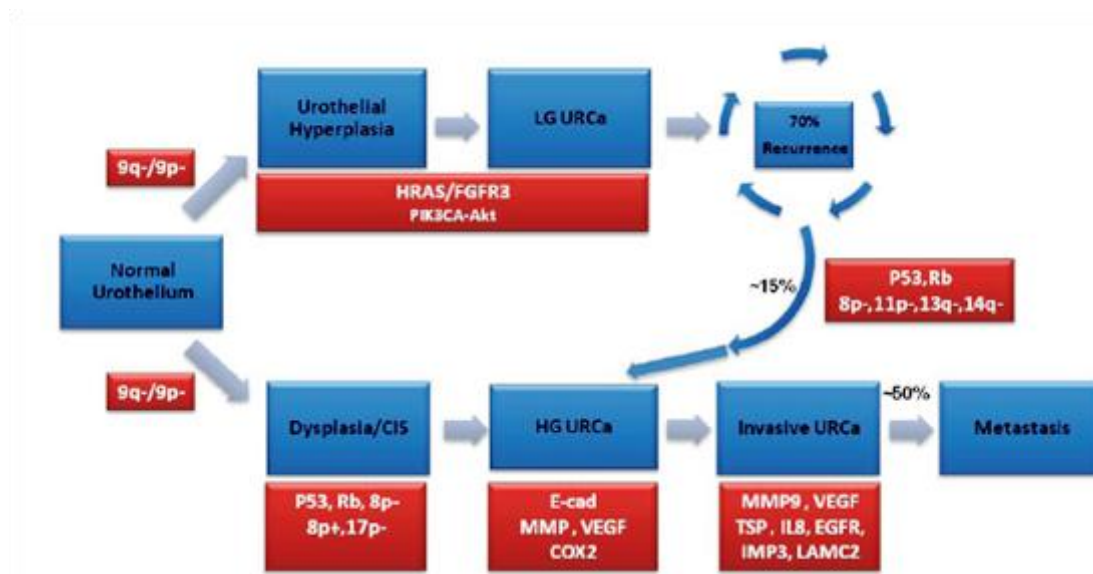 Urothelial
Hyperplasia
LG URCa
70%
Recurrence
9q-/9p-
HRAS/FGFR3
PIK3CA-Akt
Normal
Urothelium
~15%
P53,Rb
8p-,11p-,13q-,14q-
9q-/9p-
Dysplasia/CIS
HG URCa
Invasive URCa
~50%
Metastasis
P53, Rb, 8p-
8p+,17p-
E-cad
MMP , VEGF
COX2
MMP9 , VEGF
TSP , IL8, EGFR,
IMP3, LAMC2